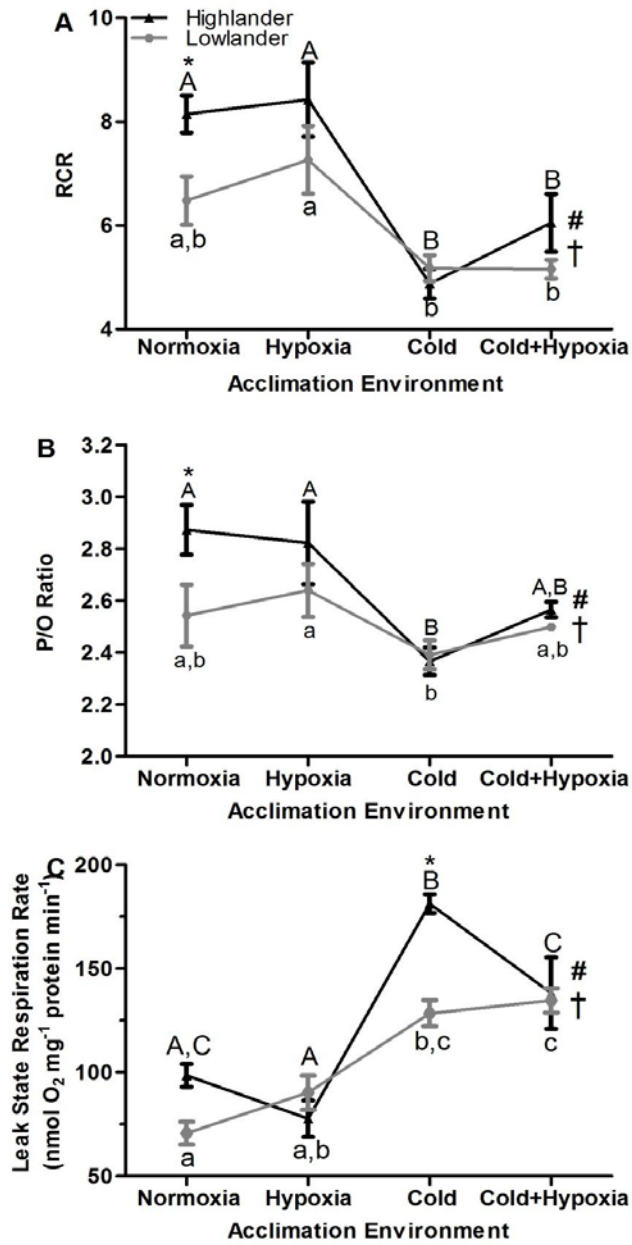 A
Highlander
Lowlander
10
8
6
4
RCR
*
A
A
a,b
a
B
b
B
b
#
†
Normoxia Hypoxia Cold Cold+Hypoxia
Acclimation Environment
B
3.2
3.0
2.8
2.6
2.4
2.2
2.0
P/O Ratio
*
A
A
a,b
a
B
b
A,B
a,b
#
†
Normoxia Hypoxia Cold Cold+Hypoxia
Acclimation Environment
C
200
150
100
50
Leak State Respiration Rate
(nmol O₂ mg⁻¹ protein min⁻¹)
A,C
a
A
a,b
*
B
b,c
C
c
#
†
Normoxia Hypoxia Cold Cold+Hypoxia
Acclimation Environment